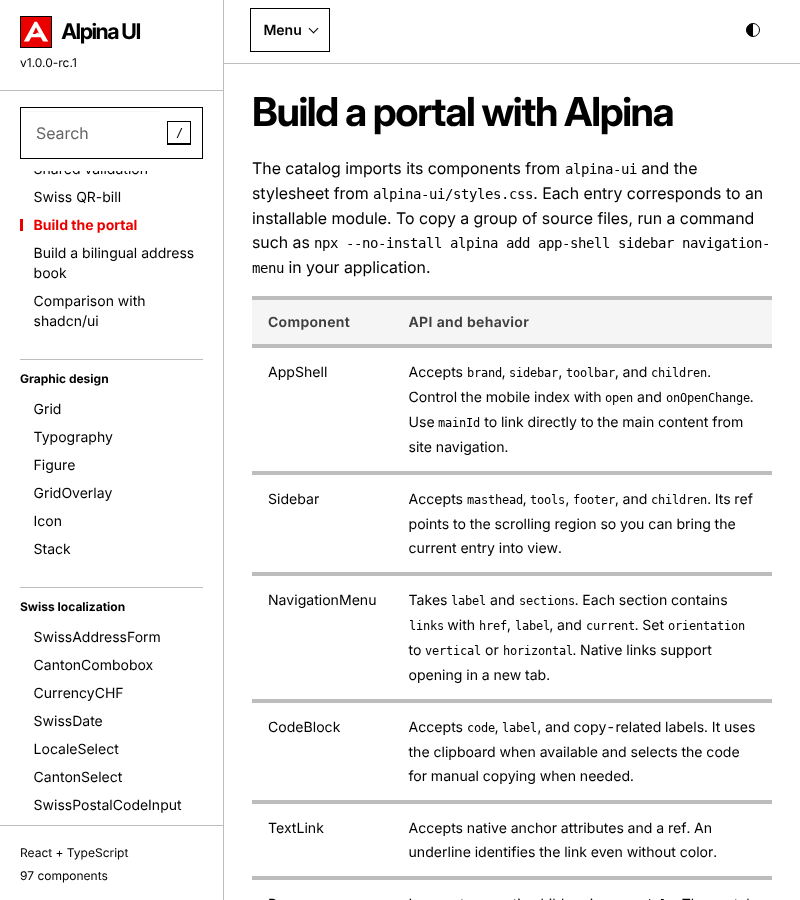 Alpina UI
v1.0.0-rc.1
Search
/
Shared validation
Swiss QR-bill
Build the portal
Build a bilingual address
book
Comparison with
shadcn/ui
Graphic design
Grid
Typography
Figure
GridOverlay
Icon
Stack
Swiss localization
SwissAddressForm
CantonCombobox
CurrencyCHF
SwissDate
LocaleSelect
CantonSelect
SwissPostalCodeInput
React + TypeScript
97 components
Menu
Build a portal with Alpina
The catalog imports its components from alpina-ui and the
stylesheet from alpina-ui/styles.css. Each entry corresponds to an
installable module. To copy a group of source files, run a command
such as npx --no-install alpina add app-shell sidebar navigation-
menu in your application.
Component API and behavior
AppShell Accepts brand, sidebar, toolbar, and children.
Control the mobile index with open and onOpenChange.
Use mainId to link directly to the main content from
site navigation.
Sidebar Accepts masthead, tools, footer, and children. Its ref
points to the scrolling region so you can bring the
current entry into view.
NavigationMenu Takes label and sections. Each section contains
links with href, label, and current. Set orientation
to vertical or horizontal. Native links support
opening in a new tab.
CodeBlock Accepts code, label, and copy-related labels. It uses
the clipboard when available and selects the code
for manual copying when needed.
TextLink Accepts native anchor attributes and a ref. An
underline identifies the link even without color.